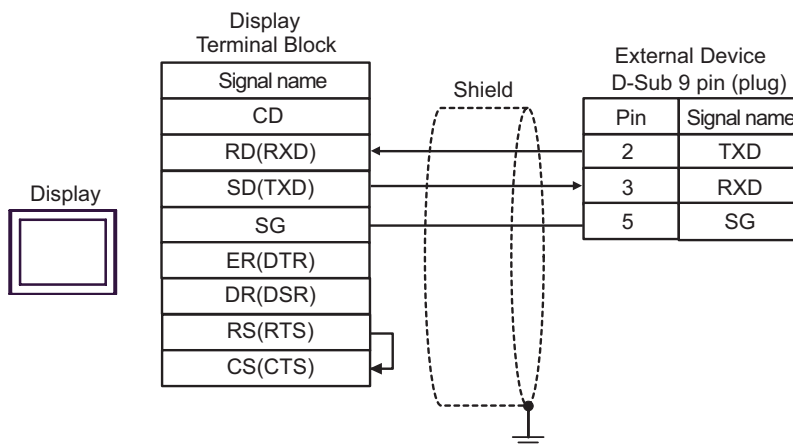 Display
Terminal Block
Signal name
CD
RD(RXD)
SD(TXD)
SG
ER(DTR)
DR(DSR)
RS(RTS)
CS(CTS)
Display
Shield
External Device
D-Sub 9 pin (plug)
Pin Signal name
2 TXD
3 RXD
5 SG